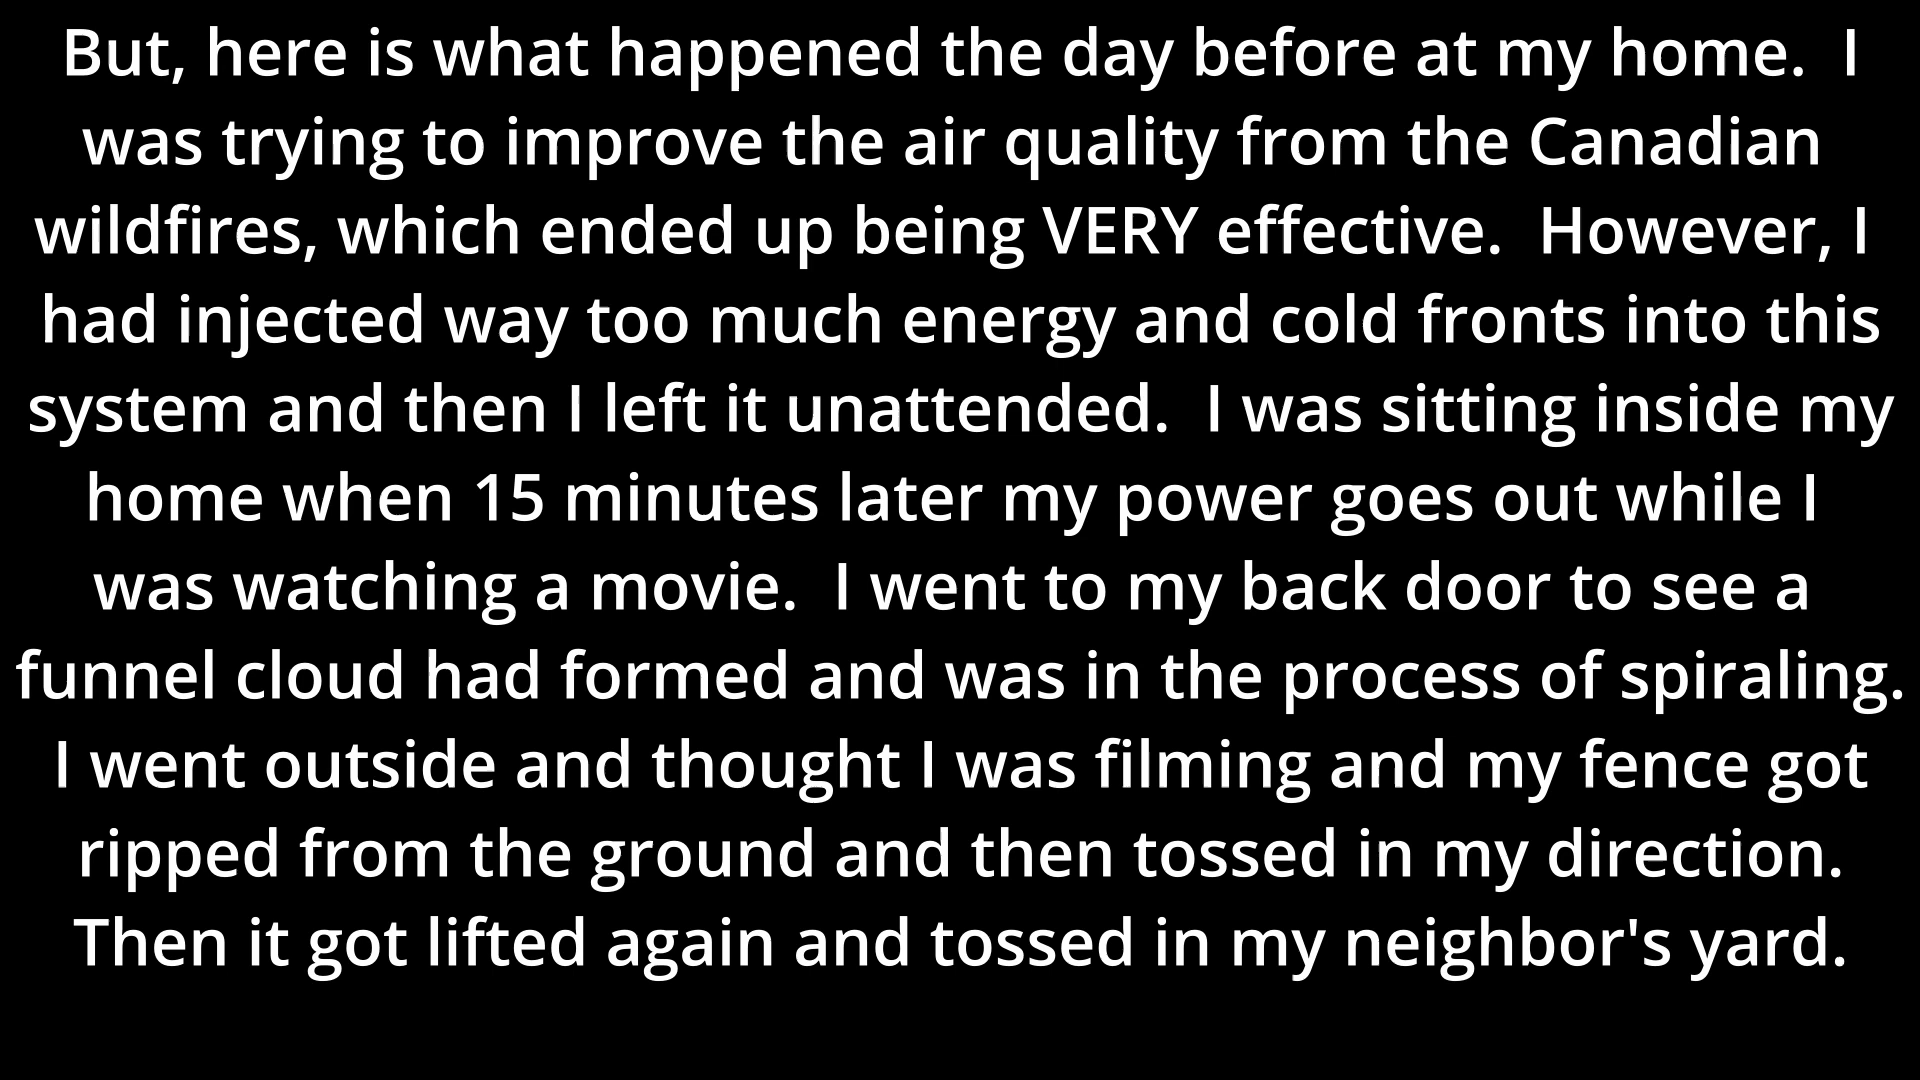 But, here is what happened the day before at my home.  I
was trying to improve the air quality from the Canadian
wildfires, which ended up being VERY effective.  However, I
had injected way too much energy and cold fronts into this
system and then I left it unattended.  I was sitting inside my
home when 15 minutes later my power goes out while I
was watching a movie.  I went to my back door to see a
funnel cloud had formed and was in the process of spiraling.
I went outside and thought I was filming and my fence got
ripped from the ground and then tossed in my direction.
Then it got lifted again and tossed in my neighbor's yard.